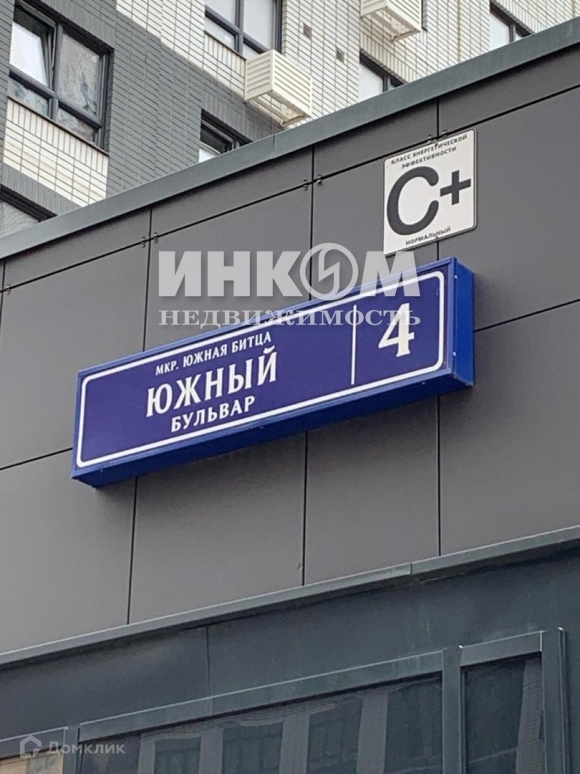 КЛАСС ЭНЕРГЕТИЧЕСКОЙ
ЭФФЕКТИВНОСТИ
C+
НОРМАЛЬНЫЙ
ИНКОМ
НЕДВИЖИМОСТЬ
МКР. ЮЖНАЯ БИТЦА
ЮЖНЫЙ
БУЛЬВАР
4
Домклик